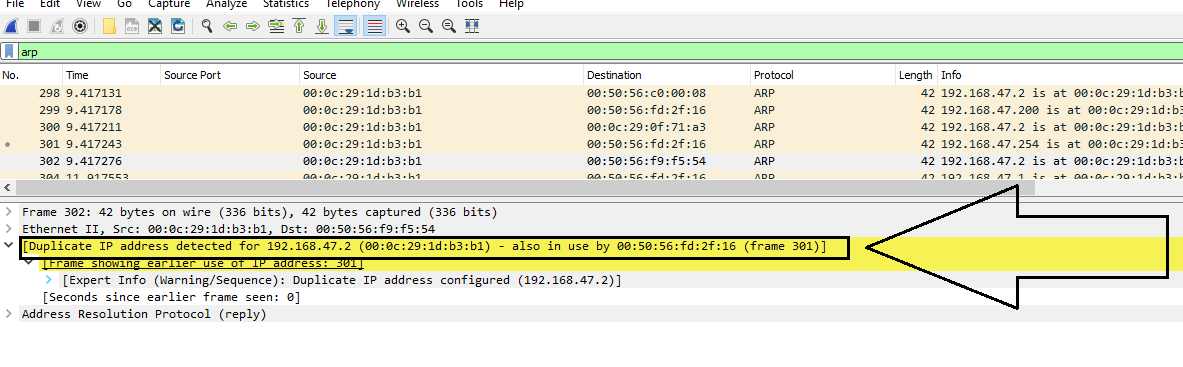 File Edit View Go Capture Analyze Statistics Telephony Wireless Tools Help
arp
No. Time Source Port Source Destination Protocol Length Info
298 9.417131 00:0c:29:1d:b3:b1 00:50:56:c0:00:08 ARP 42 192.168.47.2 is at 00:0c:29:1d:b3:b
299 9.417178 00:0c:29:1d:b3:b1 00:50:56:fd:2f:16 ARP 42 192.168.47.200 is at 00:0c:29:1d:b3
300 9.417211 00:0c:29:1d:b3:b1 00:0c:29:0f:71:a3 ARP 42 192.168.47.2 is at 00:0c:29:1d:b3:b
301 9.417243 00:0c:29:1d:b3:b1 00:50:56:fd:2f:16 ARP 42 192.168.47.254 is at 00:0c:29:1d:b3
302 9.417276 00:0c:29:1d:b3:b1 00:50:56:f9:f5:54 ARP 42 192.168.47.2 is at 00:0c:29:1d:b3:b
304 11.917553 00:0c:29:1d:b3:b1 00:50:56:fd:2f:16 ARP 42 192.168.47.1 is at 00:0c:29:1d:b3:b
Frame 302: 42 bytes on wire (336 bits), 42 bytes captured (336 bits)
Ethernet II, Src: 00:0c:29:1d:b3:b1, Dst: 00:50:56:f9:f5:54
[Duplicate IP address detected for 192.168.47.2 (00:0c:29:1d:b3:b1) - also in use by 00:50:56:fd:2f:16 (frame 301)]
[Frame showing earlier use of IP address: 301]
[Expert Info (Warning/Sequence): Duplicate IP address configured (192.168.47.2)]
[Seconds since earlier frame seen: 0]
Address Resolution Protocol (reply)